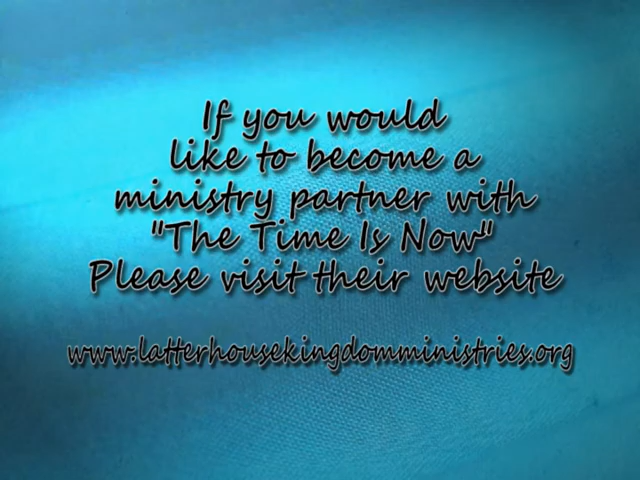 If you would
like to become a
ministry partner with
"The Time Is Now"
Please visit their website
www.latterhousekingdomministries.org